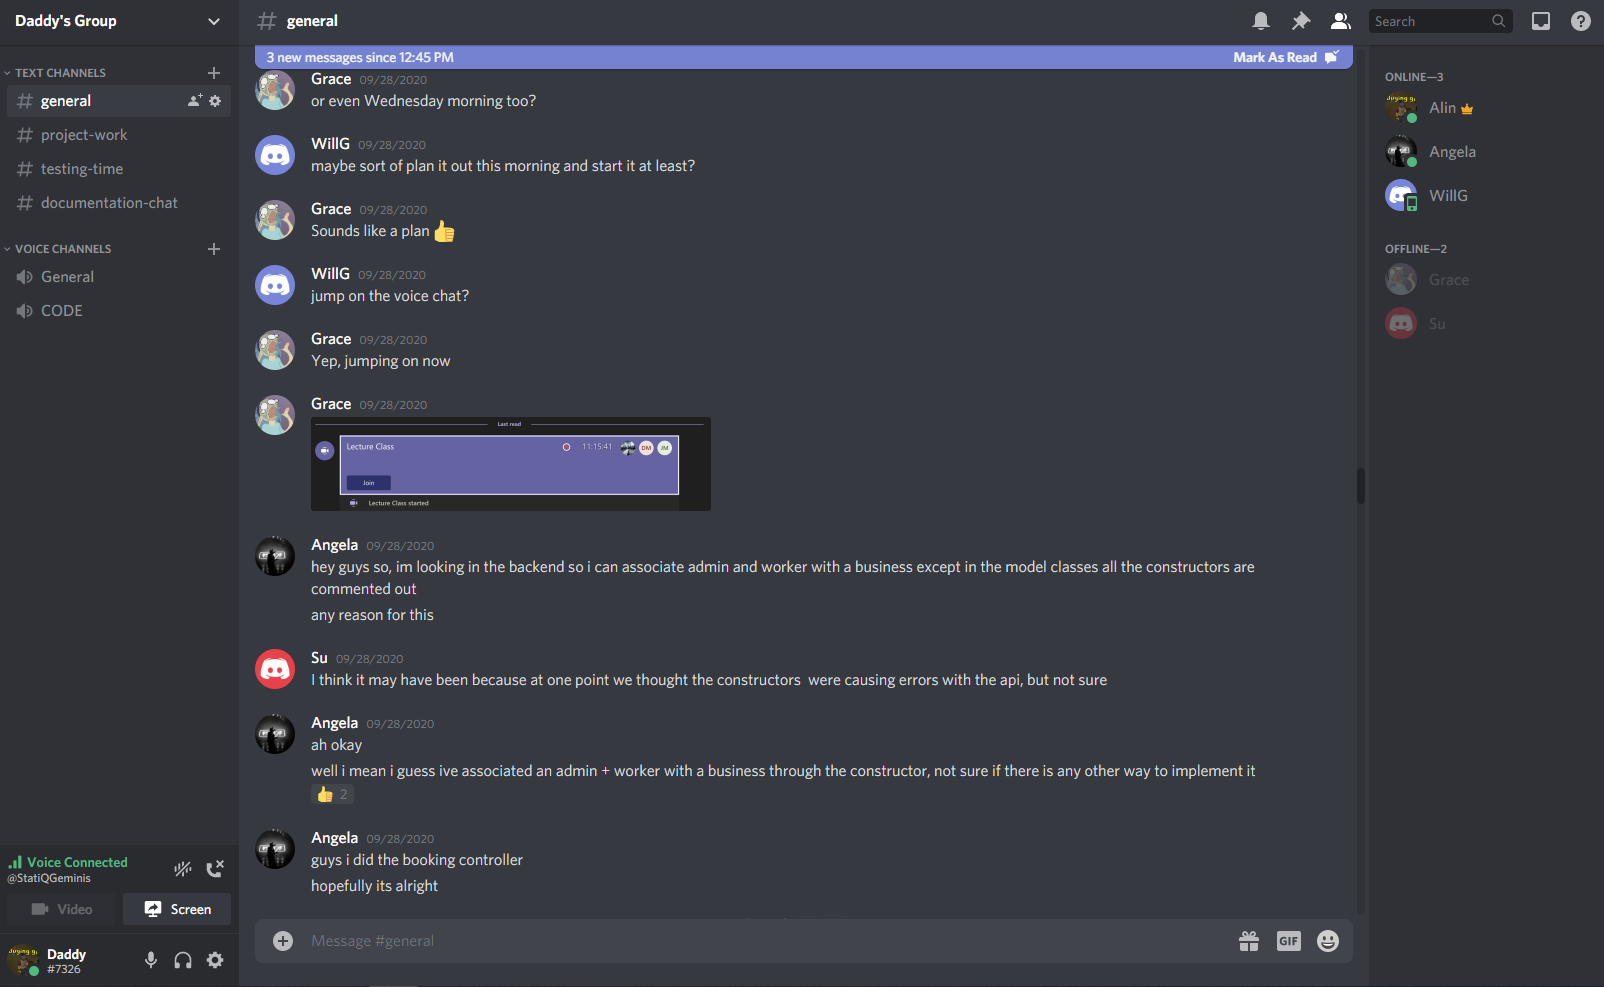 Daddy's Group
TEXT CHANNELS
general
project-work
testing-time
documentation-chat
VOICE CHANNELS
General
CODE
Voice Connected
@StatiQGeminis
Video
Screen
Daddy
#7326
general
Search
3 new messages since 12:45 PM
Mark As Read
Grace 09/28/2020
or even Wednesday morning too?
WillG 09/28/2020
maybe sort of plan it out this morning and start it at least?
Grace 09/28/2020
Sounds like a plan
WillG 09/28/2020
jump on the voice chat?
Grace 09/28/2020
Yep, jumping on now
Grace 09/28/2020
Last read
Lecture Class 11:15:41 DM JM
Join
Lecture Class started
Angela 09/28/2020
hey guys so, im looking in the backend so i can associate admin and worker with a business except in the model classes all the constructors are
commented out
any reason for this
Su 09/28/2020
I think it may have been because at one point we thought the constructors  were causing errors with the api, but not sure
Angela 09/28/2020
ah okay
well i mean i guess ive associated an admin + worker with a business through the constructor, not sure if there is any other way to implement it
2
Angela 09/28/2020
guys i did the booking controller
hopefully its alright
Message #general
GIF
ONLINE—3
Alin
Angela
WillG
OFFLINE—2
Grace
Su